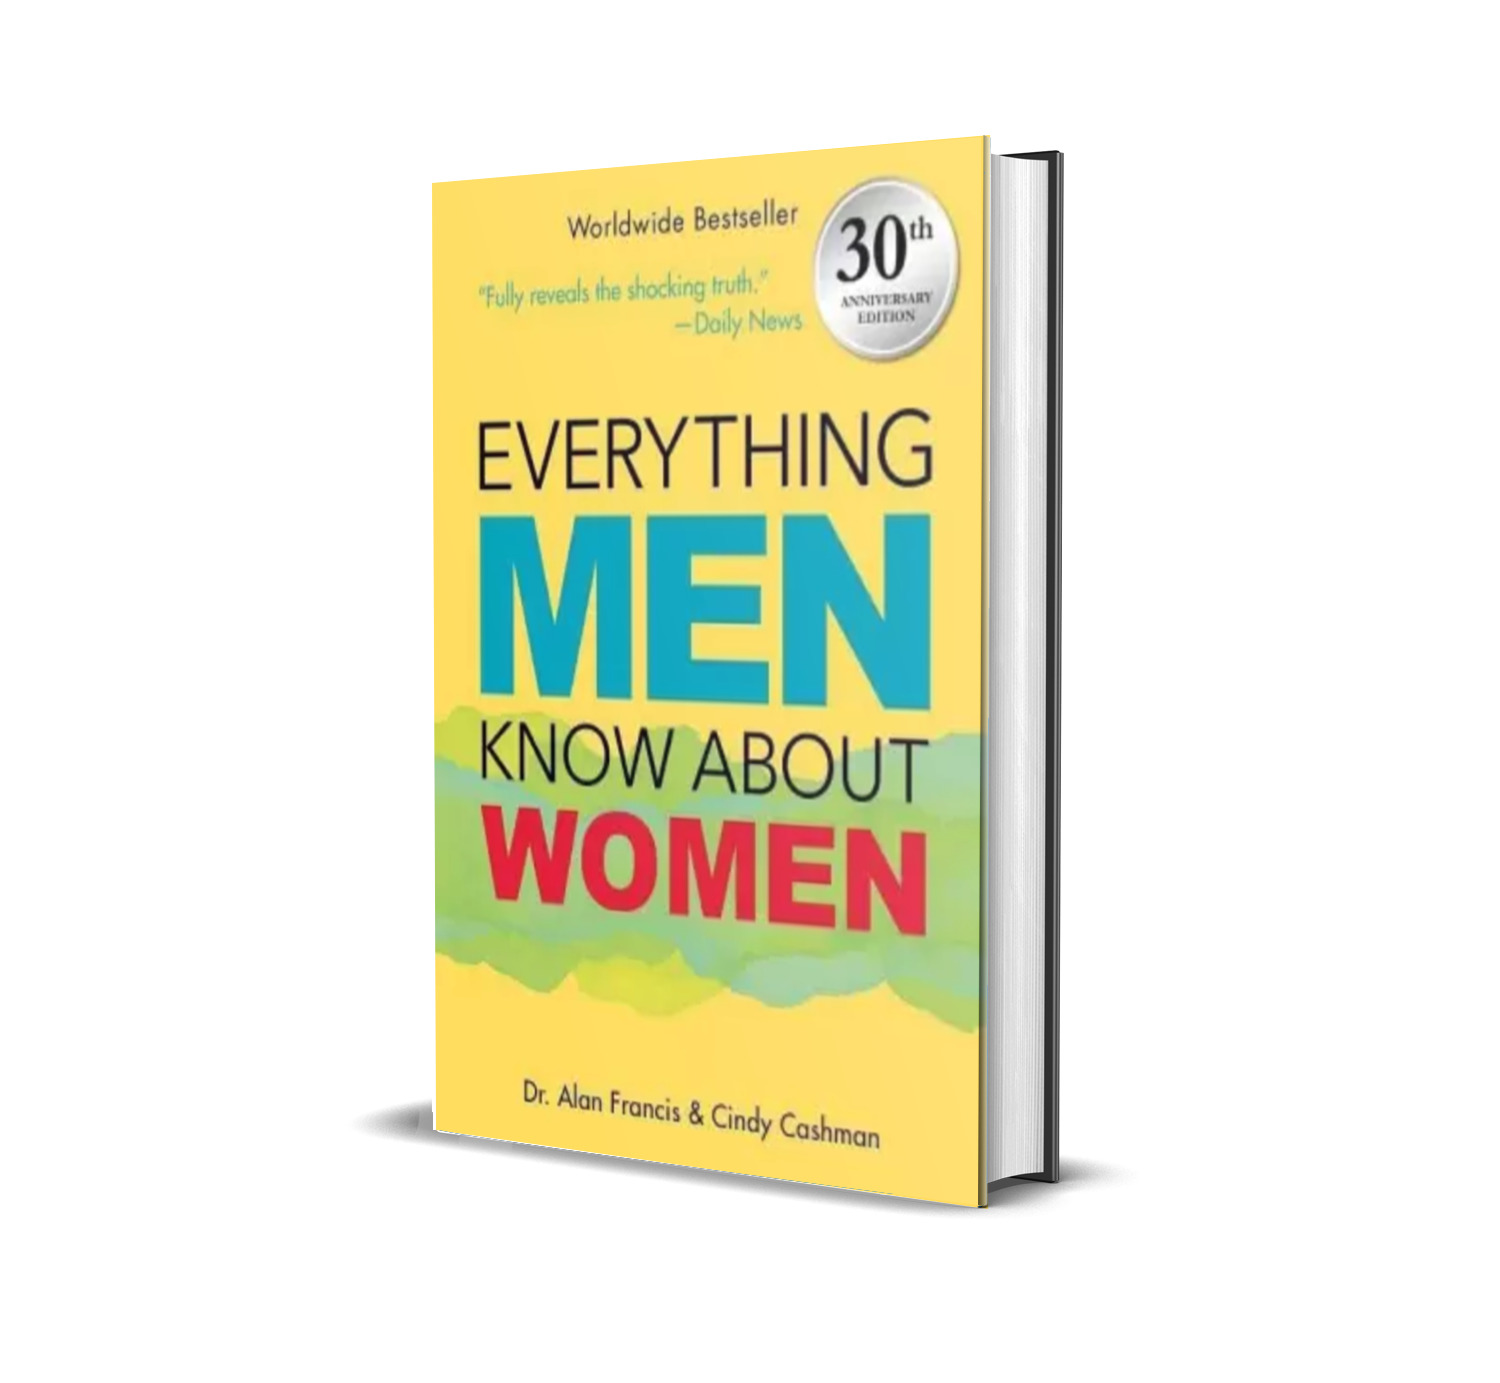 Worldwide Bestseller
"Fully reveals the shocking truth."
—Daily News
30th
ANNIVERSARY
EDITION
EVERYTHING
MEN
KNOW ABOUT
WOMEN
Dr. Alan Francis & Cindy Cashman